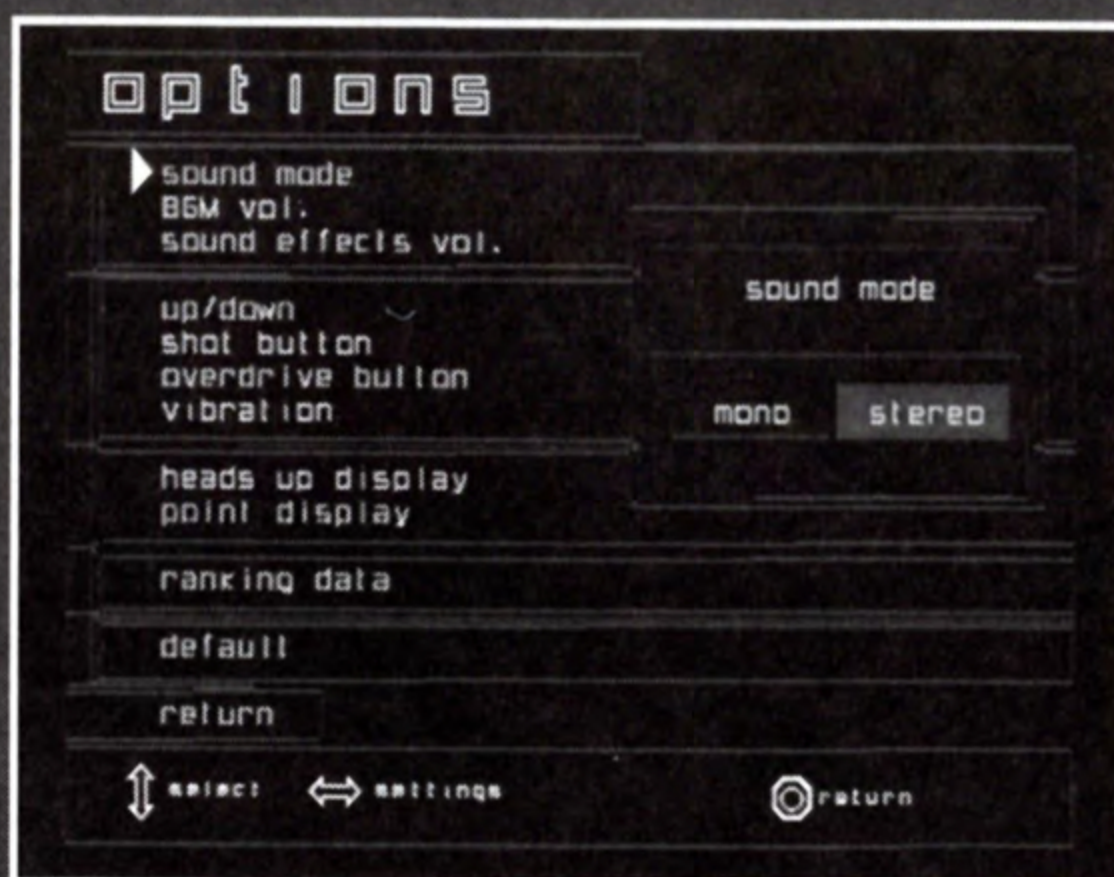 options
sound mode
BGM vol.
sound effects vol.
up/down
shot button
overdrive button
vibration
heads up display
point display
ranking data
default
return
sound mode
mono stereo
select settings return